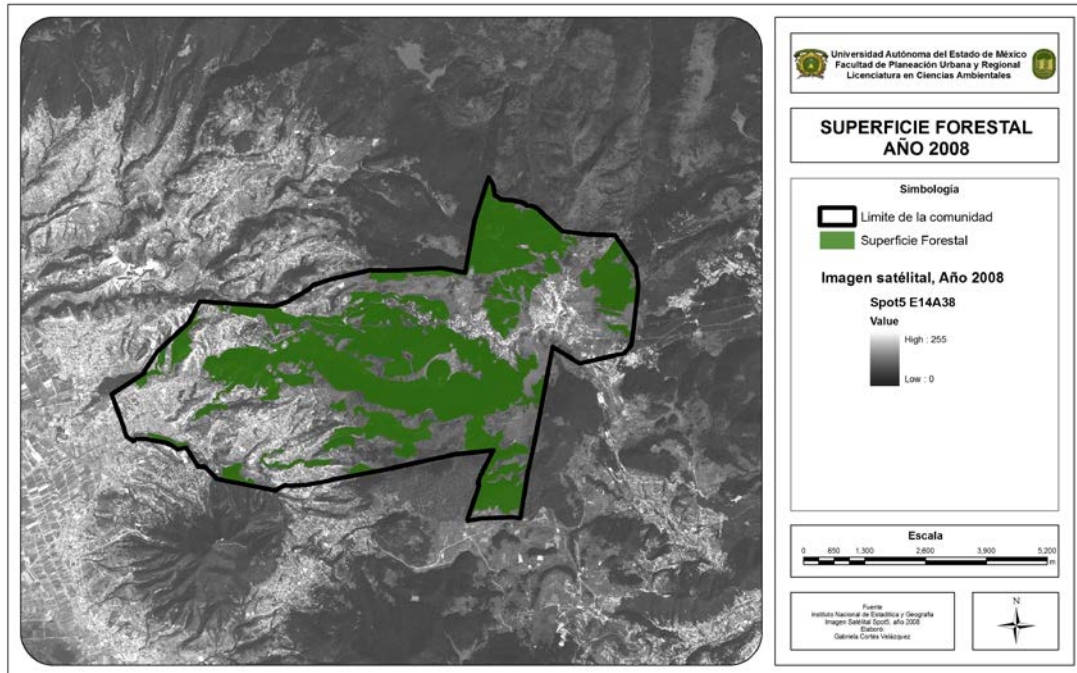 Universidad Autónoma del Estado de México
Facultad de Planeación Urbana y Regional
Licenciatura en Ciencias Ambientales
SUPERFICIE FORESTAL
AÑO 2008
Simbología
Limite de la comunidad
Superficie Forestal
Imagen satélital, Año 2008
Spot5 E14A38
Value
High : 255
Low : 0
Escala
0 650 1,300 2,600 3,900 5,200
m
Fuente
Instituto Nacional de Estadítica y Geografía
Imagen Satélital Spot5, año 2008
Elaboró:
Gabriela Cortés Velázquez
N